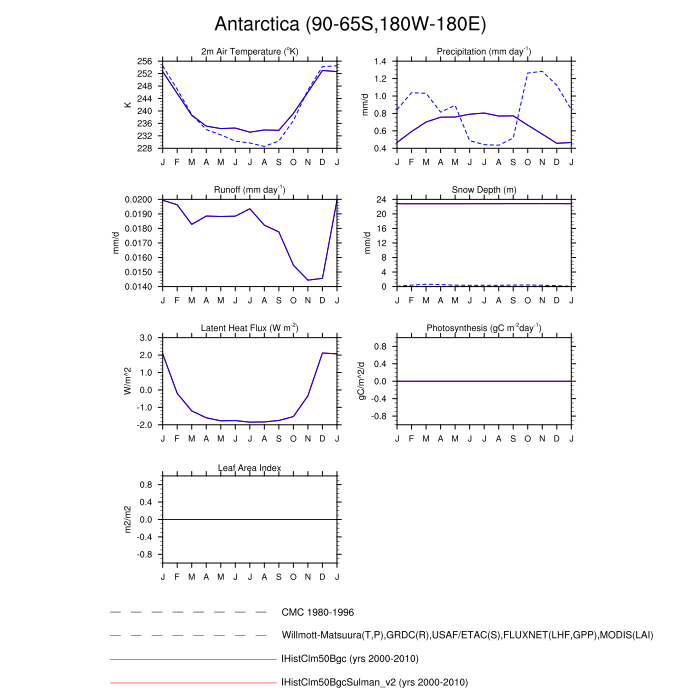 Antarctica (90-65S,180W-180E)
2m Air Temperature (°K)
Precipitation (mm day⁻¹)
256
252
248
244
240
236
232
228
K
J F M A M J J A S O N D J
1.4
1.2
1.0
0.8
0.6
0.4
mm/d
J F M A M J J A S O N D J
Runoff (mm day⁻¹)
Snow Depth (m)
0.0200
0.0190
0.0180
0.0170
0.0160
0.0150
0.0140
mm/d
J F M A M J J A S O N D J
24
20
16
12
8
4
0
mm/d
J F M A M J J A S O N D J
Latent Heat Flux (W m⁻²)
Photosynthesis (gC m⁻²day⁻¹)
3.0
2.0
1.0
0.0
-1.0
-2.0
W/m^2
J F M A M J J A S O N D J
0.8
0.4
0.0
-0.4
-0.8
gC/m^2/d
J F M A M J J A S O N D J
Leaf Area Index
0.8
0.4
0.0
-0.4
-0.8
m2/m2
J F M A M J J A S O N D J
CMC 1980-1996
Willmott-Matsuura(T,P),GRDC(R),USAF/ETAC(S),FLUXNET(LHF,GPP),MODIS(LAI)
IHistClm50Bgc (yrs 2000-2010)
IHistClm50BgcSulman_v2 (yrs 2000-2010)